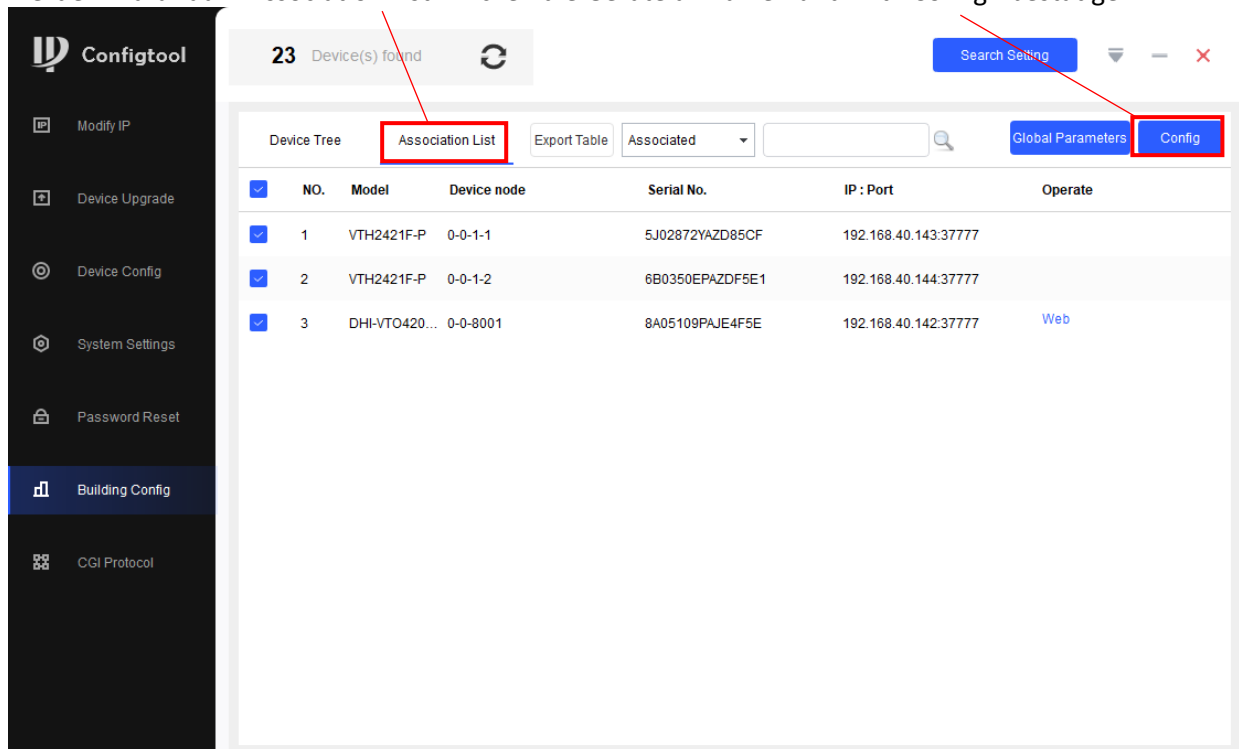 Configtool
23 Device(s) found
Search Setting
Modify IP
Device Upgrade
Device Config
System Settings
Password Reset
Building Config
CGI Protocol
Device Tree Association List Export Table Associated Global Parameters Config
NO. Model Device node Serial No. IP : Port Operate
1 VTH2421F-P 0-0-1-1 5J02872YAZD85CF 192.168.40.143:37777
2 VTH2421F-P 0-0-1-2 6B0350EPAZDF5E1 192.168.40.144:37777
3 DHI-VTO420... 0-0-8001 8A05109PAJE4F5E 192.168.40.142:37777 Web